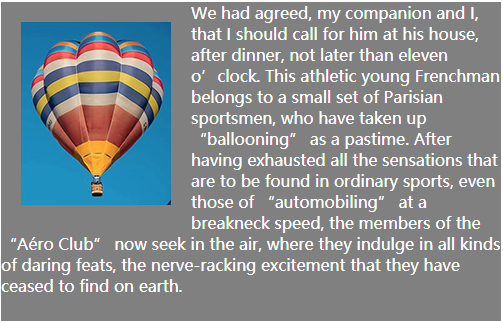 We had agreed, my companion and I,
that I should call for him at his house,
after dinner, not later than eleven
o’clock. This athletic young Frenchman
belongs to a small set of Parisian
sportsmen, who have taken up
“ballooning” as a pastime. After
having exhausted all the sensations that
are to be found in ordinary sports, even
those of “automobiling” at a
breakneck speed, the members of the
“Aéro Club” now seek in the air, where they indulge in all kinds
of daring feats, the nerve-racking excitement that they have
ceased to find on earth.